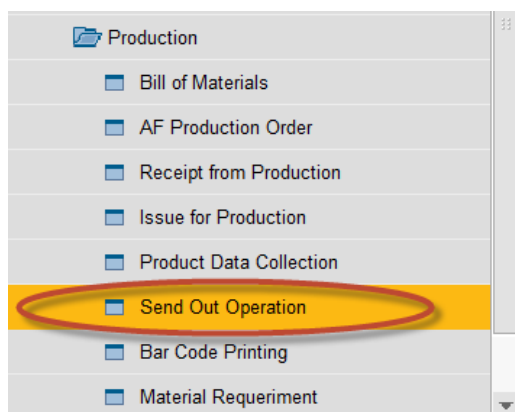 Production
Bill of Materials
AF Production Order
Receipt from Production
Issue for Production
Product Data Collection
Send Out Operation
Bar Code Printing
Material Requeriment